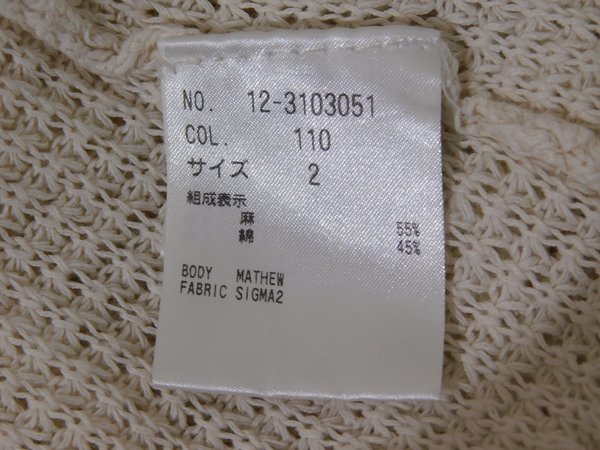 NO. 12-3103051
COL. 110
サイズ 2
組成表示
麻 55%
綿 45%
BODY MATHEW
FABRIC SIGMA2